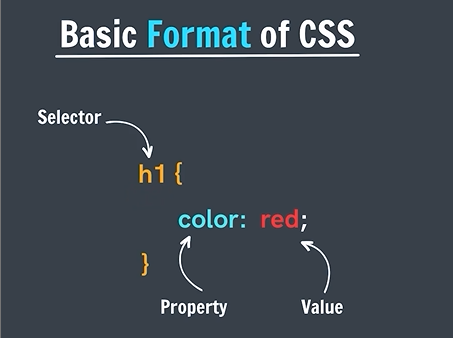 Basic Format of CSS
Selector
h1 {
color: red;
}
Property Value